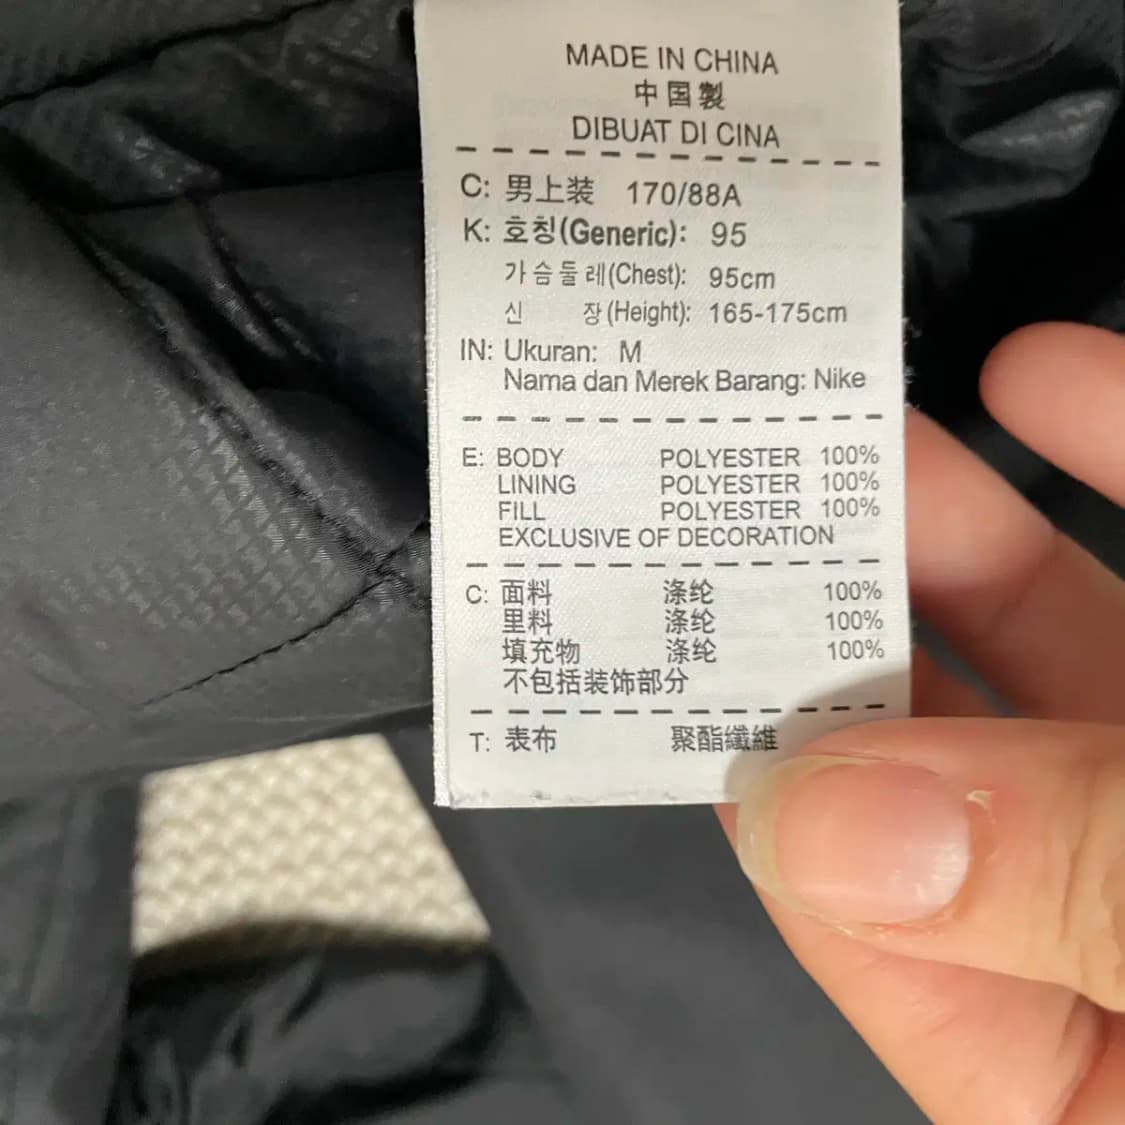 MADE IN CHINA
中国製
DIBUAT DI CINA
C: 男上装 170/88A
K: 호칭(Generic): 95
가슴둘레(Chest): 95cm
신 장(Height): 165-175cm
IN: Ukuran: M
Nama dan Merek Barang: Nike
E: BODY POLYESTER 100%
LINING POLYESTER 100%
FILL POLYESTER 100%
EXCLUSIVE OF DECORATION
C: 面料 涤纶 100%
里料 涤纶 100%
填充物 涤纶 100%
不包括装饰部分
T: 表布 聚酯纖維